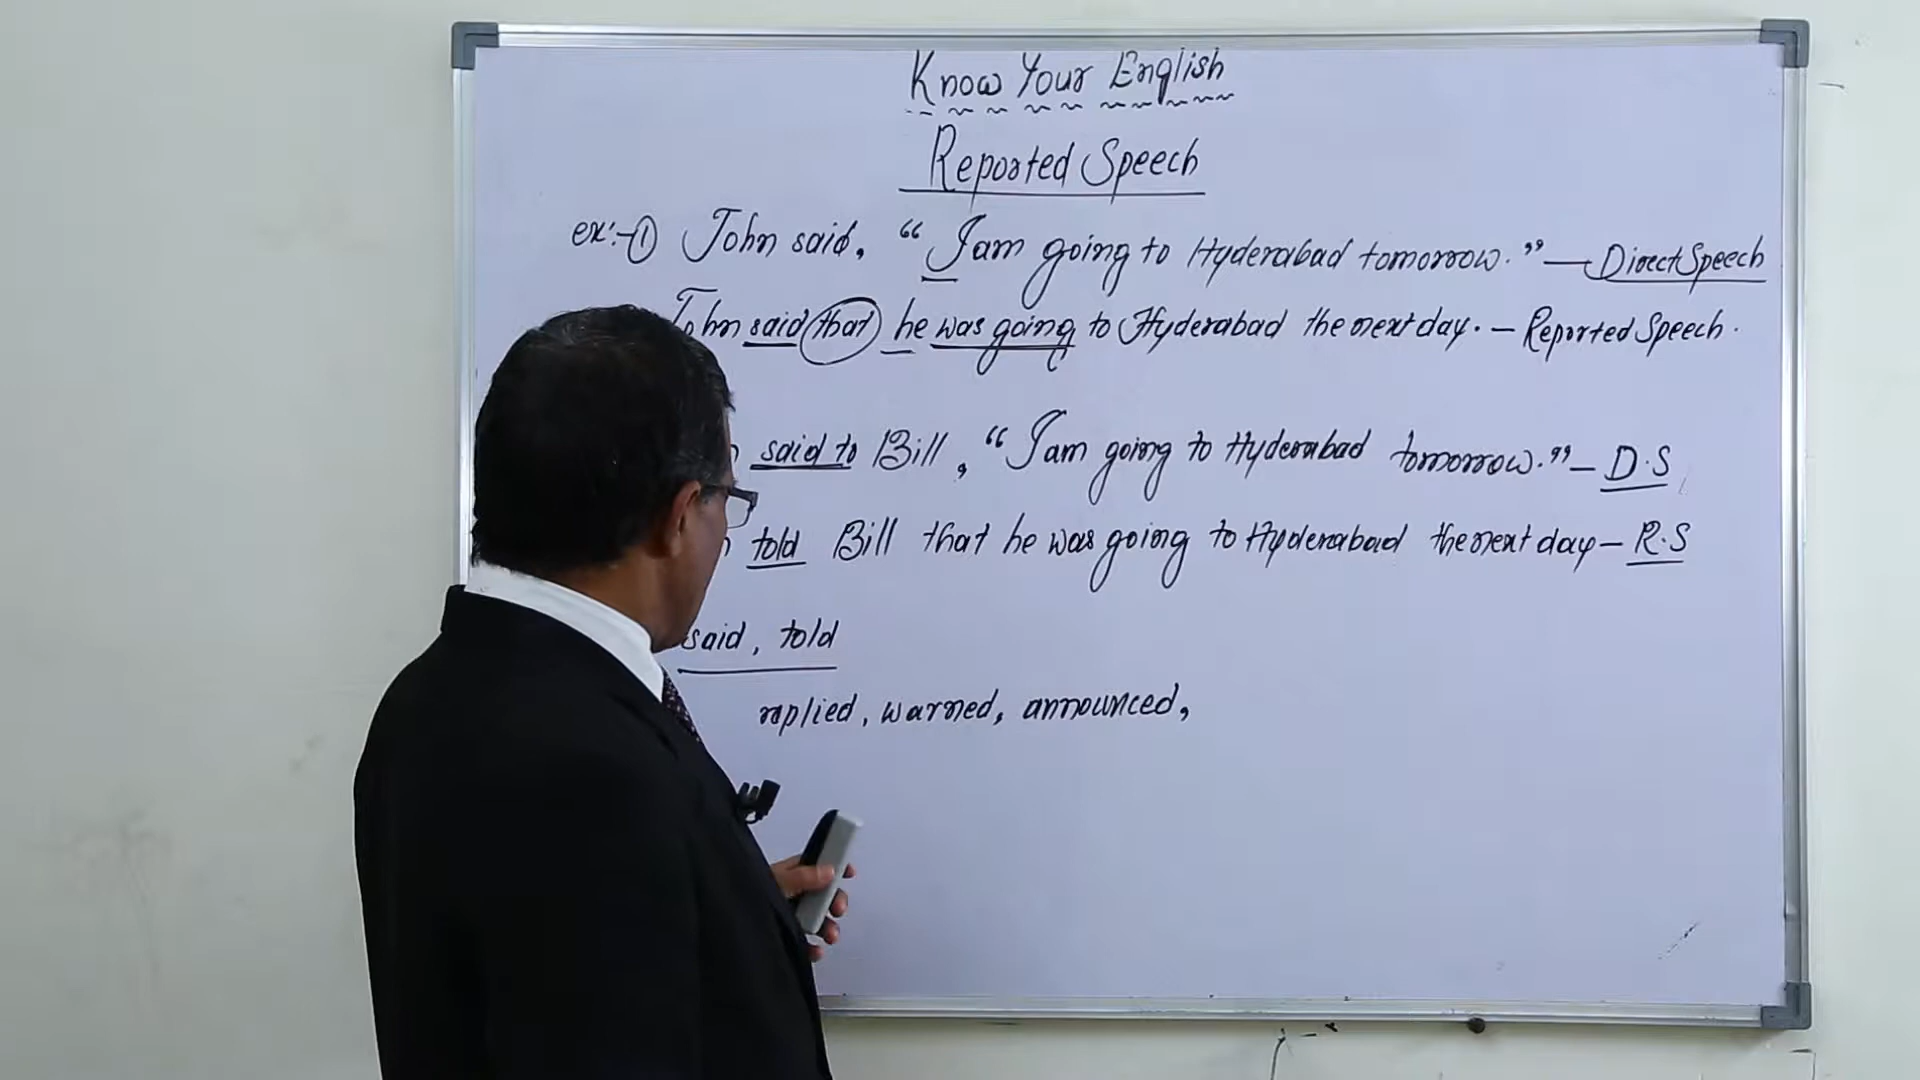 Know Your English
Reported Speech
ex:-① John said, “I am going to Hyderabad tomorrow.” — Direct Speech
John said that he was going to Hyderabad the next day. — Reported Speech.
said to Bill, “I am going to Hyderabad tomorrow.” — D.S
told Bill that he was going to Hyderabad the next day — R.S
said, told
replied, warned, announced,